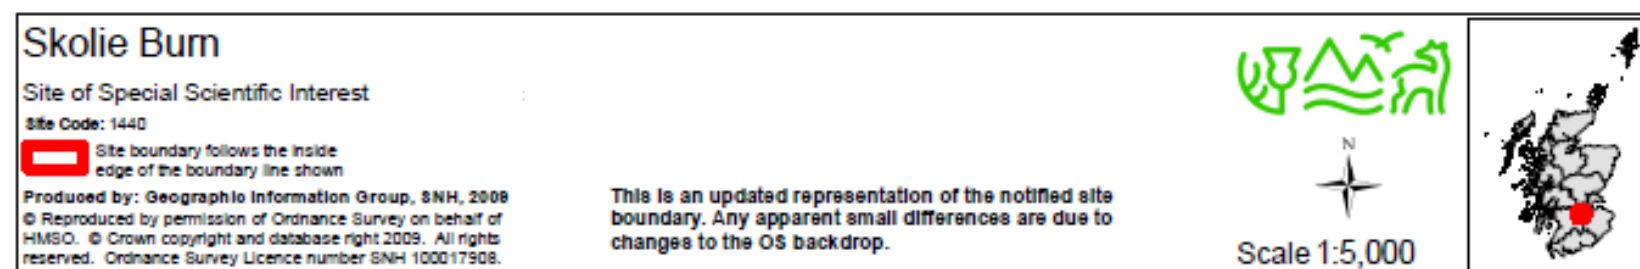 Skolie Burn
Site of Special Scientific Interest
Site Code: 1440
Site boundary follows the inside
edge of the boundary line shown
Produced by: Geographic Information Group, SNH, 2009
© Reproduced by permission of Ordnance Survey on behalf of
HMSO. © Crown copyright and database right 2009. All rights
reserved. Ordnance Survey Licence number SNH 100017908.
This is an updated representation of the notified site
boundary. Any apparent small differences are due to
changes to the OS backdrop.
N
Scale 1:5,000